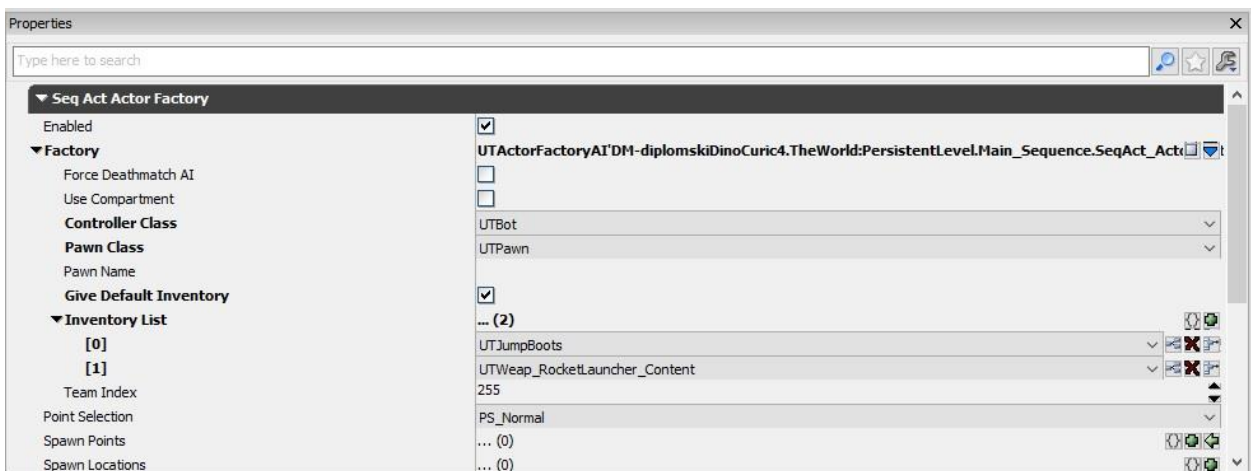 Properties
Type here to search
Seq Act Actor Factory
Enabled
Factory UTActorFactoryAI'DM-diplomskiDinoCuric4.TheWorld:PersistentLevel.Main_Sequence.SeqAct_Act
Force Deathmatch AI
Use Compartment
Controller Class UTBot
Pawn Class UTPawn
Pawn Name
Give Default Inventory
Inventory List ... (2)
[0] UTJumpBoots
[1] UTWeap_RocketLauncher_Content
Team Index 255
Point Selection PS_Normal
Spawn Points ... (0)
Spawn Locations ... (0)